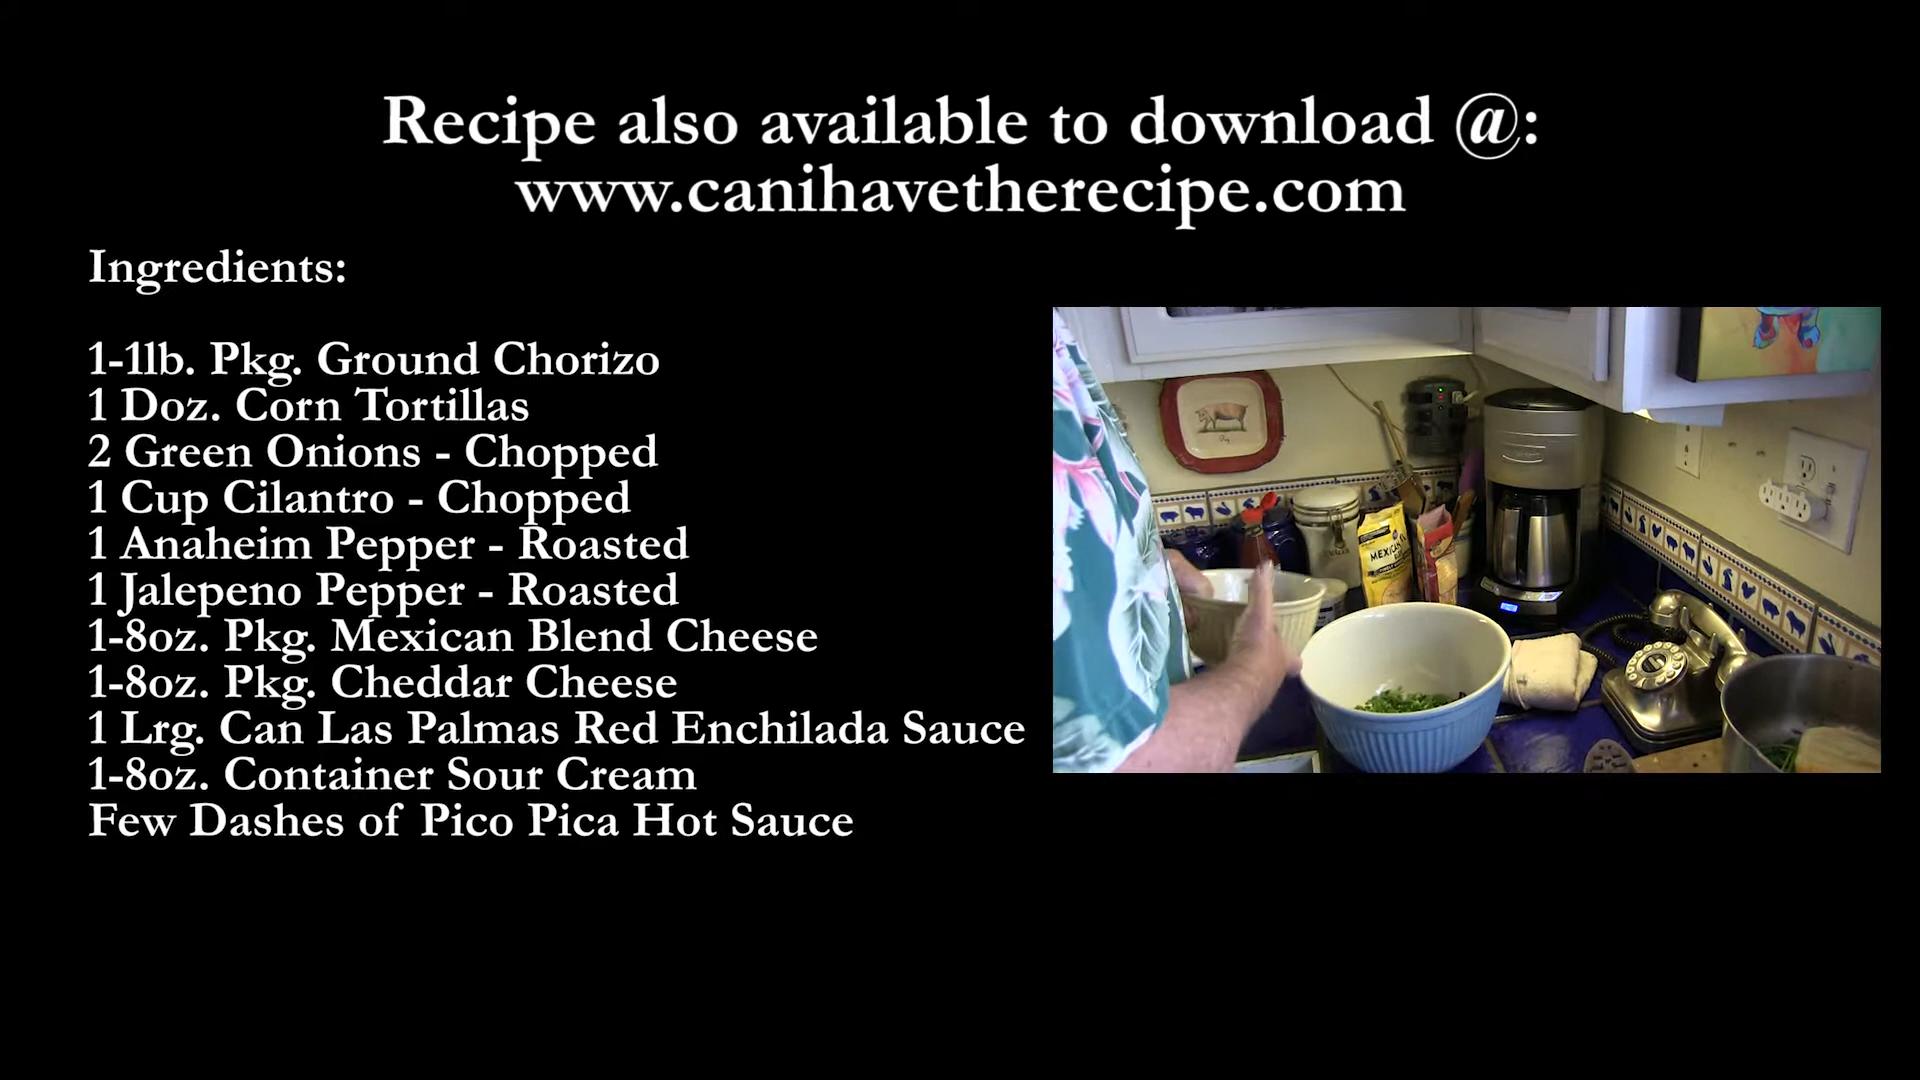 Recipe also available to download @:
www.canihavetherecipe.com
Ingredients:
1-1lb. Pkg. Ground Chorizo
1 Doz. Corn Tortillas
2 Green Onions - Chopped
1 Cup Cilantro - Chopped
1 Anaheim Pepper - Roasted
1 Jalepeno Pepper - Roasted
1-8oz. Pkg. Mexican Blend Cheese
1-8oz. Pkg. Cheddar Cheese
1 Lrg. Can Las Palmas Red Enchilada Sauce
1-8oz. Container Sour Cream
Few Dashes of Pico Pica Hot Sauce
MEXICAN